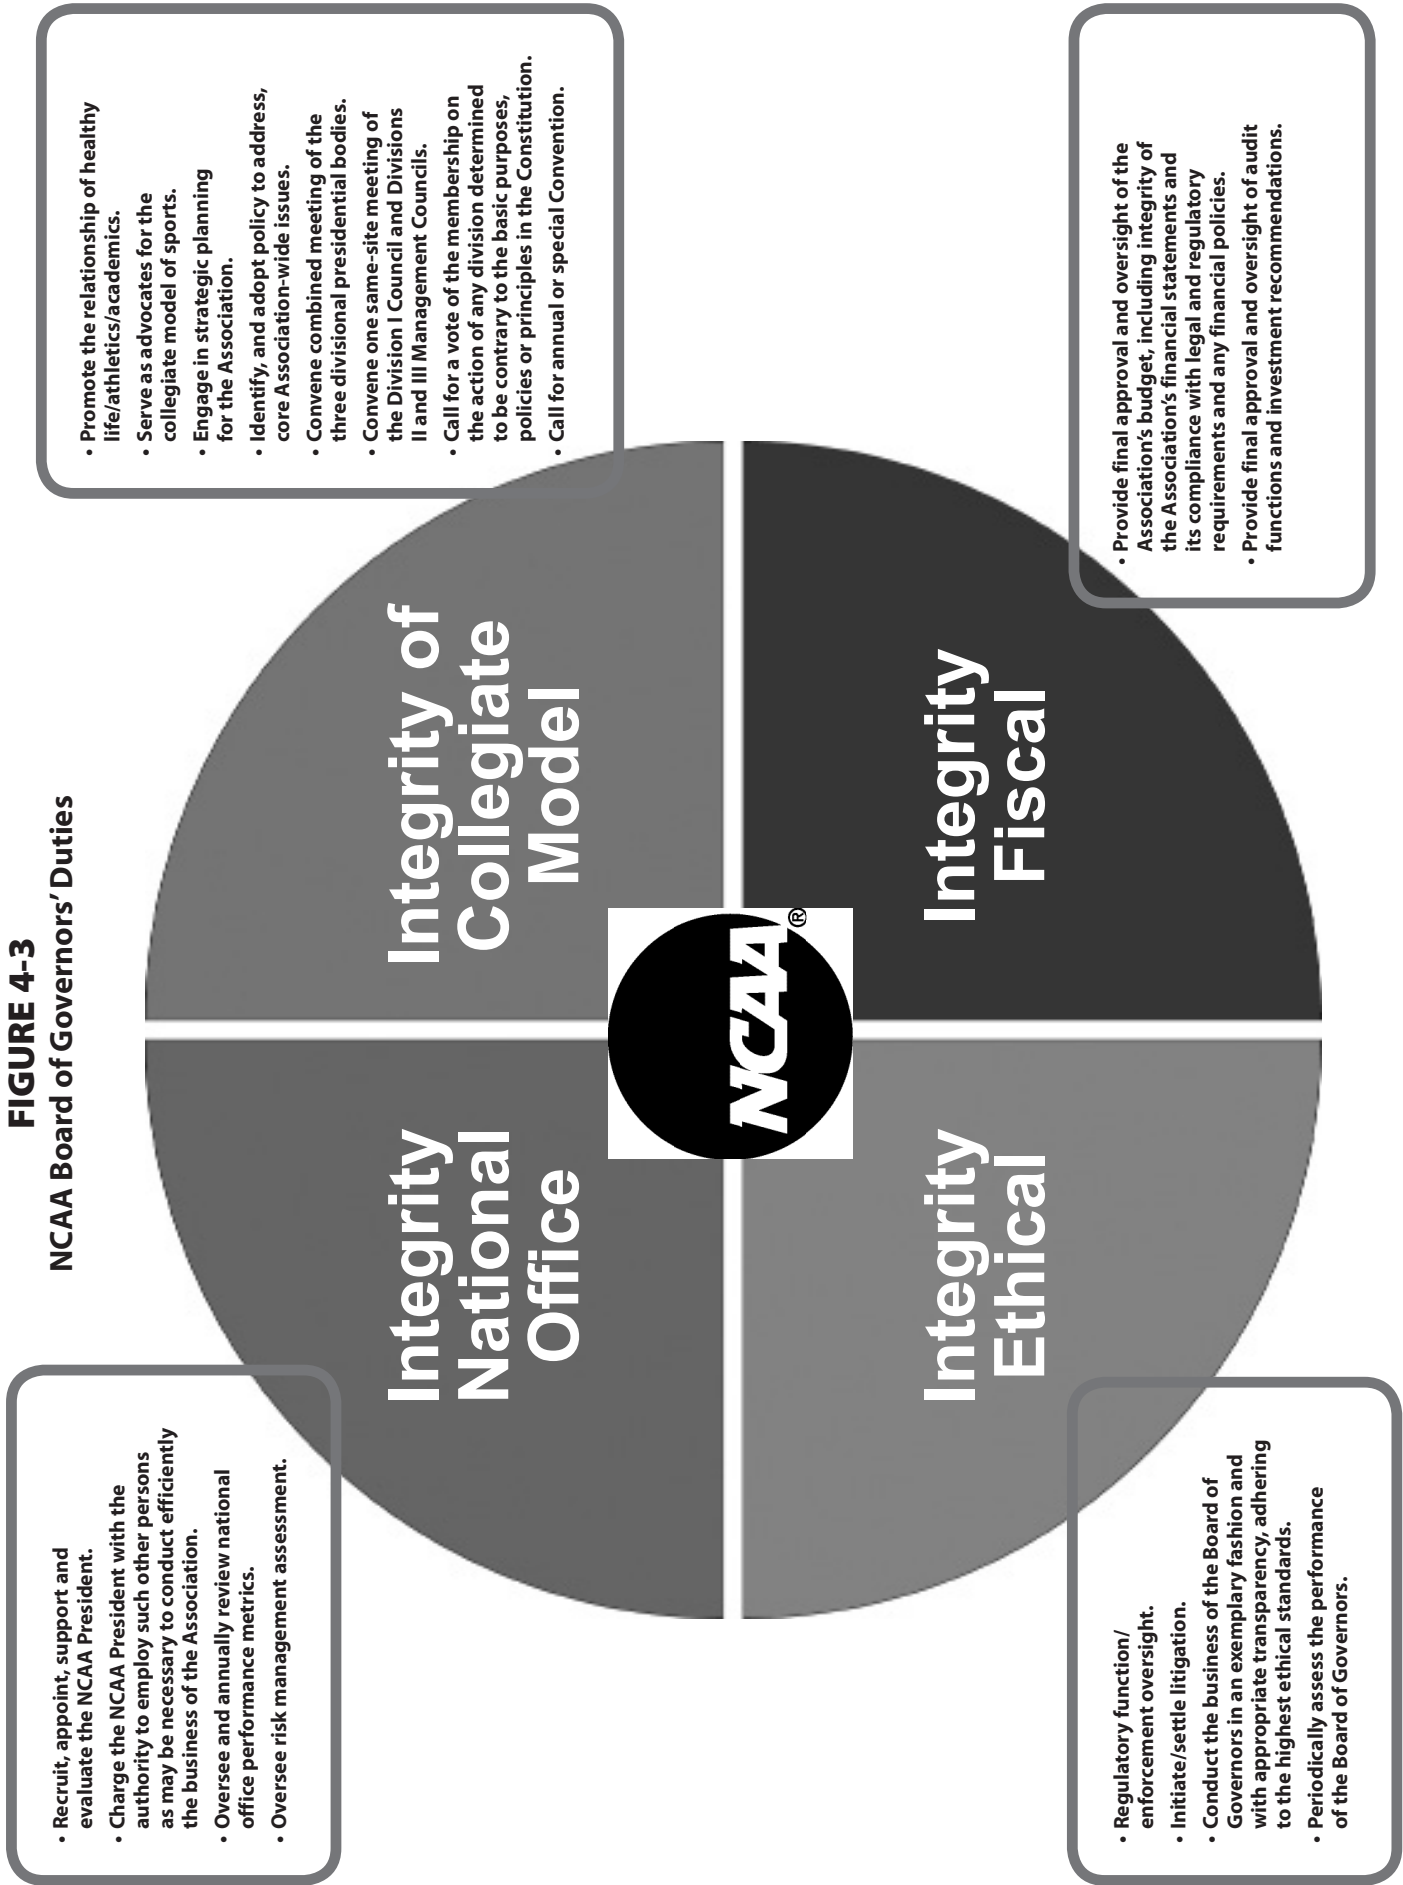 FIGURE 4-3
NCAA Board of Governors’ Duties
• Recruit, appoint, support and
evaluate the NCAA President.
• Charge the NCAA President with the
authority to employ such other persons
as may be necessary to conduct efficiently
the business of the Association.
• Oversee and annually review national
office performance metrics.
• Oversee risk management assessment.
• Promote the relationship of healthy
life/athletics/academics.
• Serve as advocates for the
collegiate model of sports.
• Engage in strategic planning
for the Association.
• Identify, and adopt policy to address,
core Association-wide issues.
• Convene combined meeting of the
three divisional presidential bodies.
• Convene one same-site meeting of
the Division I Council and Divisions
II and III Management Councils.
• Call for a vote of the membership on
the action of any division determined
to be contrary to the basic purposes,
policies or principles in the Constitution.
• Call for annual or special Convention.
Integrity
National
Office
Integrity of
Collegiate
Model
NCAA®
Integrity
Ethical
Integrity
Fiscal
• Regulatory function/
enforcement oversight.
• Initiate/settle litigation.
• Conduct the business of the Board of
Governors in an exemplary fashion and
with appropriate transparency, adhering
to the highest ethical standards.
• Periodically assess the performance
of the Board of Governors.
• Provide final approval and oversight of the
Association’s budget, including integrity of
the Association’s financial statements and
its compliance with legal and regulatory
requirements and any financial policies.
• Provide final approval and oversight of audit
functions and investment recommendations.